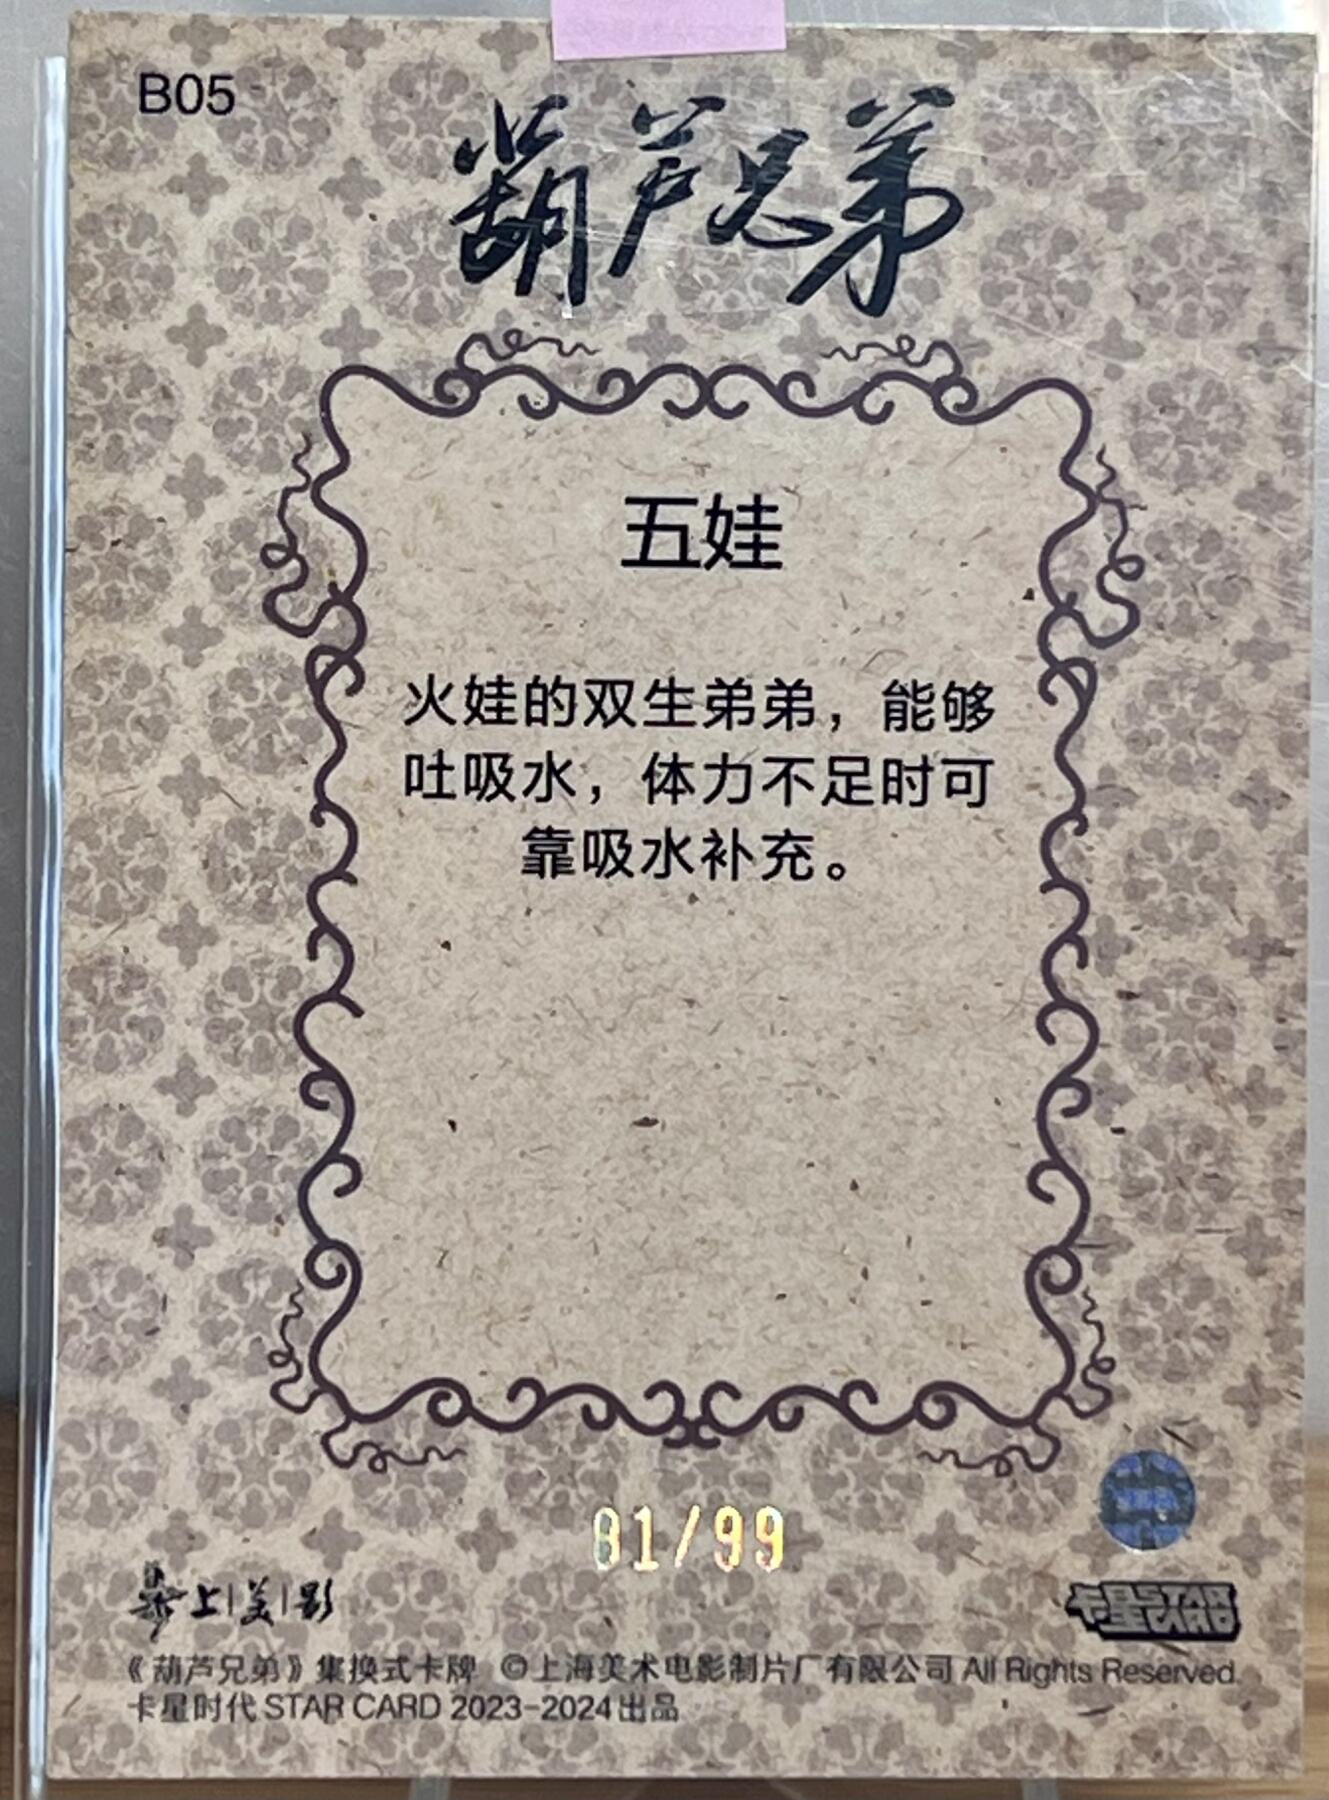 B05
葫芦兄弟
五娃
火娃的双生弟弟，能够
吐吸水，体力不足时可
靠吸水补充。
81/99
上|美|影
卡星
《葫芦兄弟》集换式卡牌 ©上海美术电影制片厂有限公司 All Rights Reserved.
卡星时代 STAR CARD 2023-2024出品